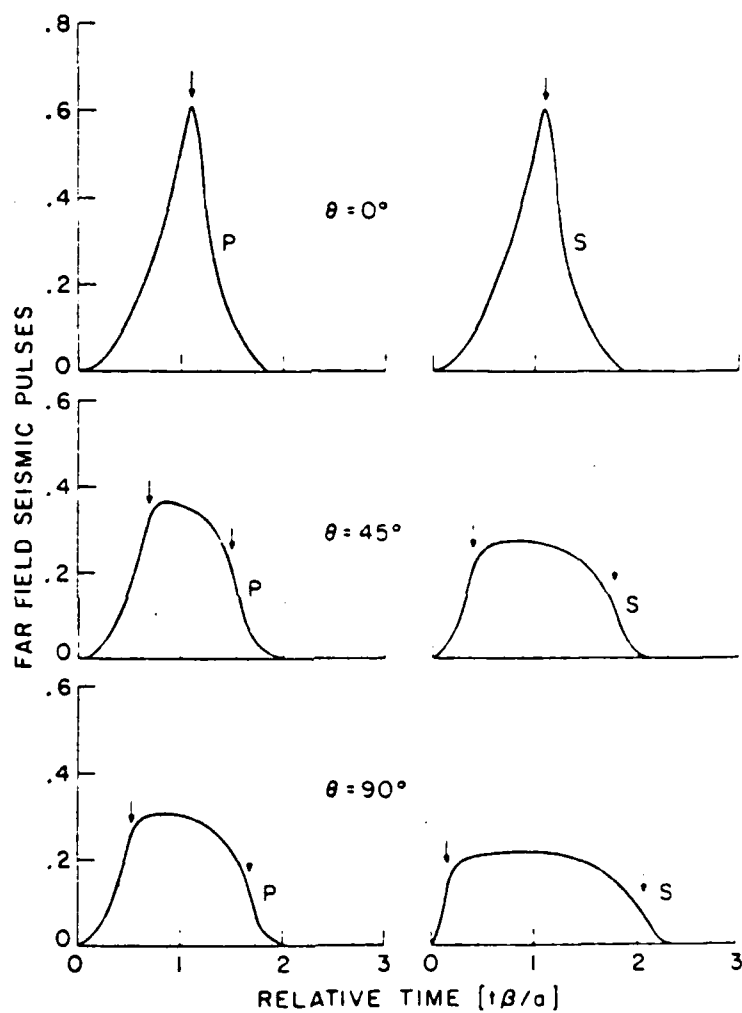 .8
.6
.4
.2
0
P
θ = 0°
S
FAR FIELD SEISMIC PULSES
.6
.4
.2
0
P
θ = 45°
S
.6
.4
.2
0
P
θ = 90°
S
0 1 2 3
0 1 2 3
RELATIVE TIME [tβ/a]